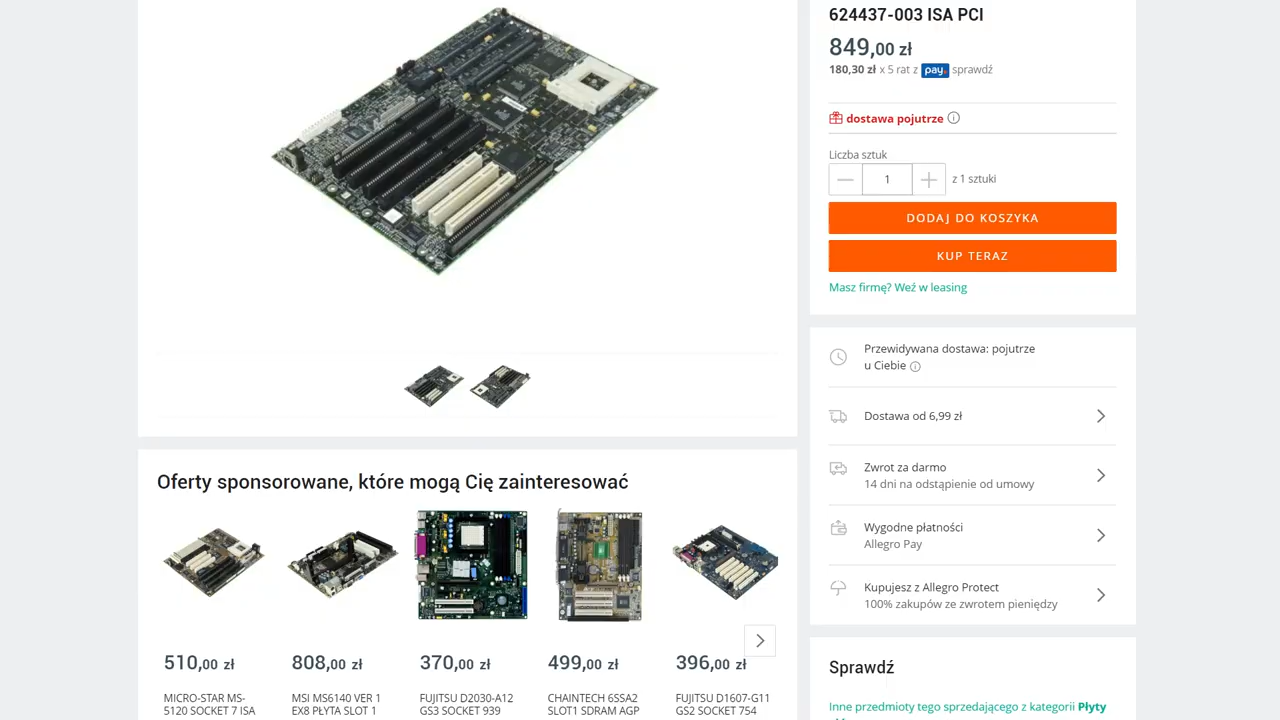 624437-003 ISA PCI
849,00 zł
180,30 zł x 5 rat z pay. sprawdź
dostawa pojutrze
Liczba sztuk
1
z 1 sztuki
DODAJ DO KOSZYKA
KUP TERAZ
Masz firmę? Weź w leasing
Przewidywana dostawa: pojutrze
u Ciebie
Dostawa od 6,99 zł
Zwrot za darmo
14 dni na odstąpienie od umowy
Wygodne płatności
Allegro Pay
Kupujesz z Allegro Protect
100% zakupów ze zwrotem pieniędzy
Sprawdź
Inne przedmioty tego sprzedającego z kategorii Płyty
Oferty sponsorowane, które mogą Cię zainteresować
510,00 zł
MICRO-STAR MS-
5120 SOCKET 7 ISA
808,00 zł
MSI MS6140 VER 1
EX8 PŁYTA SLOT 1
370,00 zł
FUJITSU D2030-A12
GS3 SOCKET 939
499,00 zł
CHAINTECH 6SSA2
SLOT1 SDRAM AGP
396,00 zł
FUJITSU D1607-G11
GS2 SOCKET 754